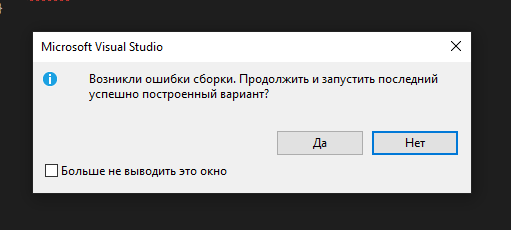 }
Microsoft Visual Studio
Возникли ошибки сборки. Продолжить и запустить последний
успешно построенный вариант?
Да
Нет
Больше не выводить это окно